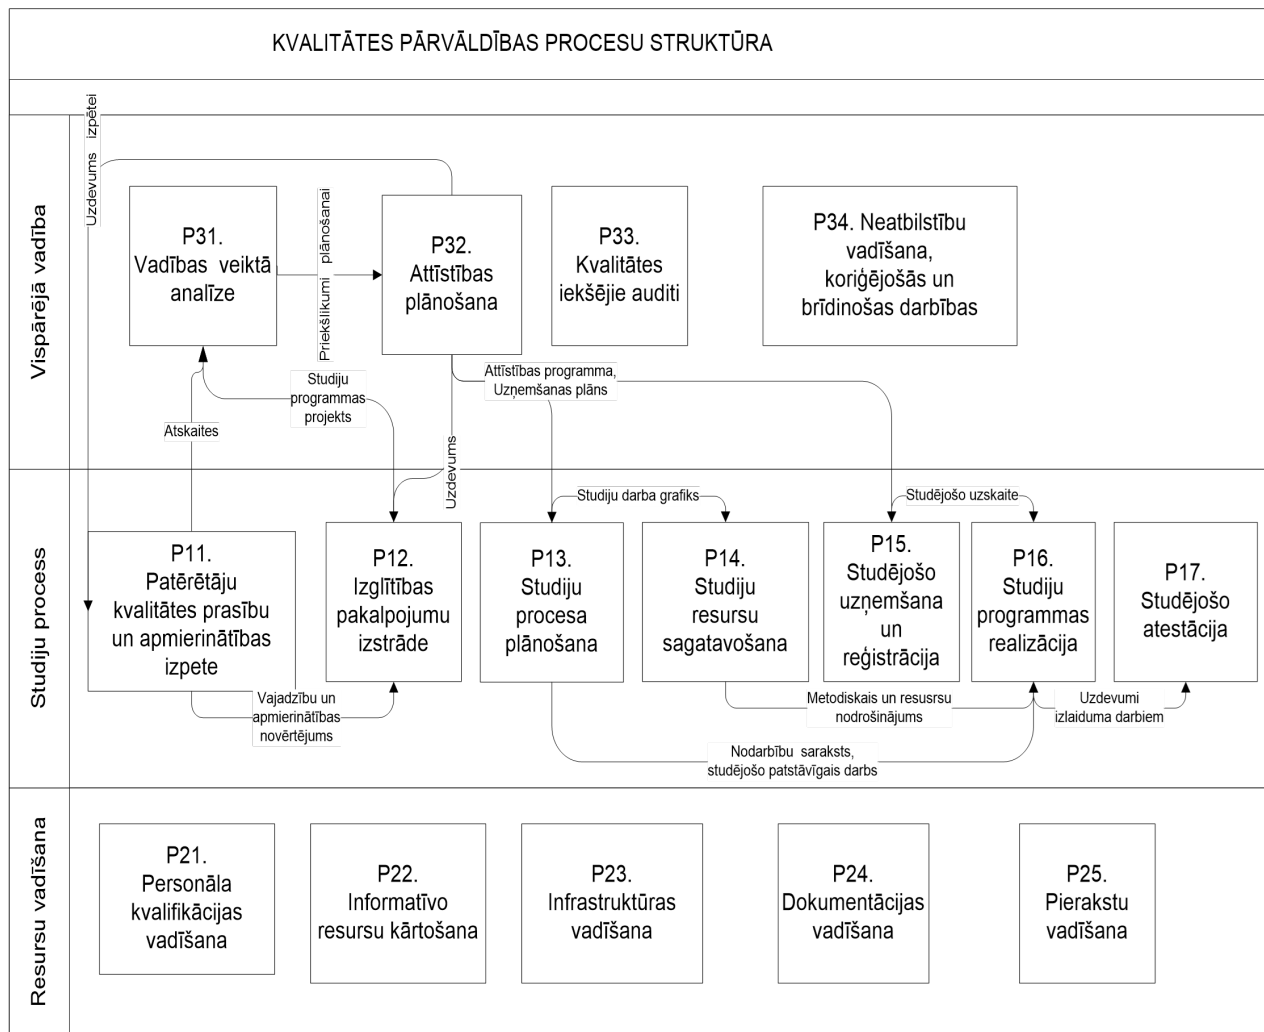 KVALITĀTES PĀRVĀLDĪBAS PROCESU STRUKTŪRA
Uzdevums izpētei
Vispārējā vadība
P31.
Vadības veiktā
analīze
Priekšlikumi plānošanai
P32.
Attīstības
plānošana
P33.
Kvalitātes
iekšējie auditi
P34. Neatbilstību
vadīšana,
koriģējošās un
brīdinošas darbības
Atskaites
Studiju
programmas
projekts
Attīstības programma,
Uzņemšanas plāns
Uzdevums
Studiju darba grafiks
Studējošo uzskaite
Studiju process
P11.
Patērētāju
kvalitātes prasību
un apmierinātības
izpete
P12.
Izglītības
pakalpojumu
izstrāde
P13.
Studiju
procesa
plānošana
P14.
Studiju
resursu
sagatavošana
P15.
Studējošo
uzņemšana
un
reģistrācija
P16.
Studiju
programmas
realizācija
P17.
Studējošo
atestācija
Vajadzību un
apmierinātības
novērtējums
Metodiskais un resusrsu
nodrošinājums
Uzdevumi
izlaiduma darbiem
Nodarbību saraksts,
studējošo patstāvīgais darbs
Resursu vadīšana
P21.
Personāla
kvalifikācijas
vadīšana
P22.
Informatīvo
resursu kārtošana
P23.
Infrastruktūras
vadīšana
P24.
Dokumentācijas
vadīšana
P25.
Pierakstu
vadīšana